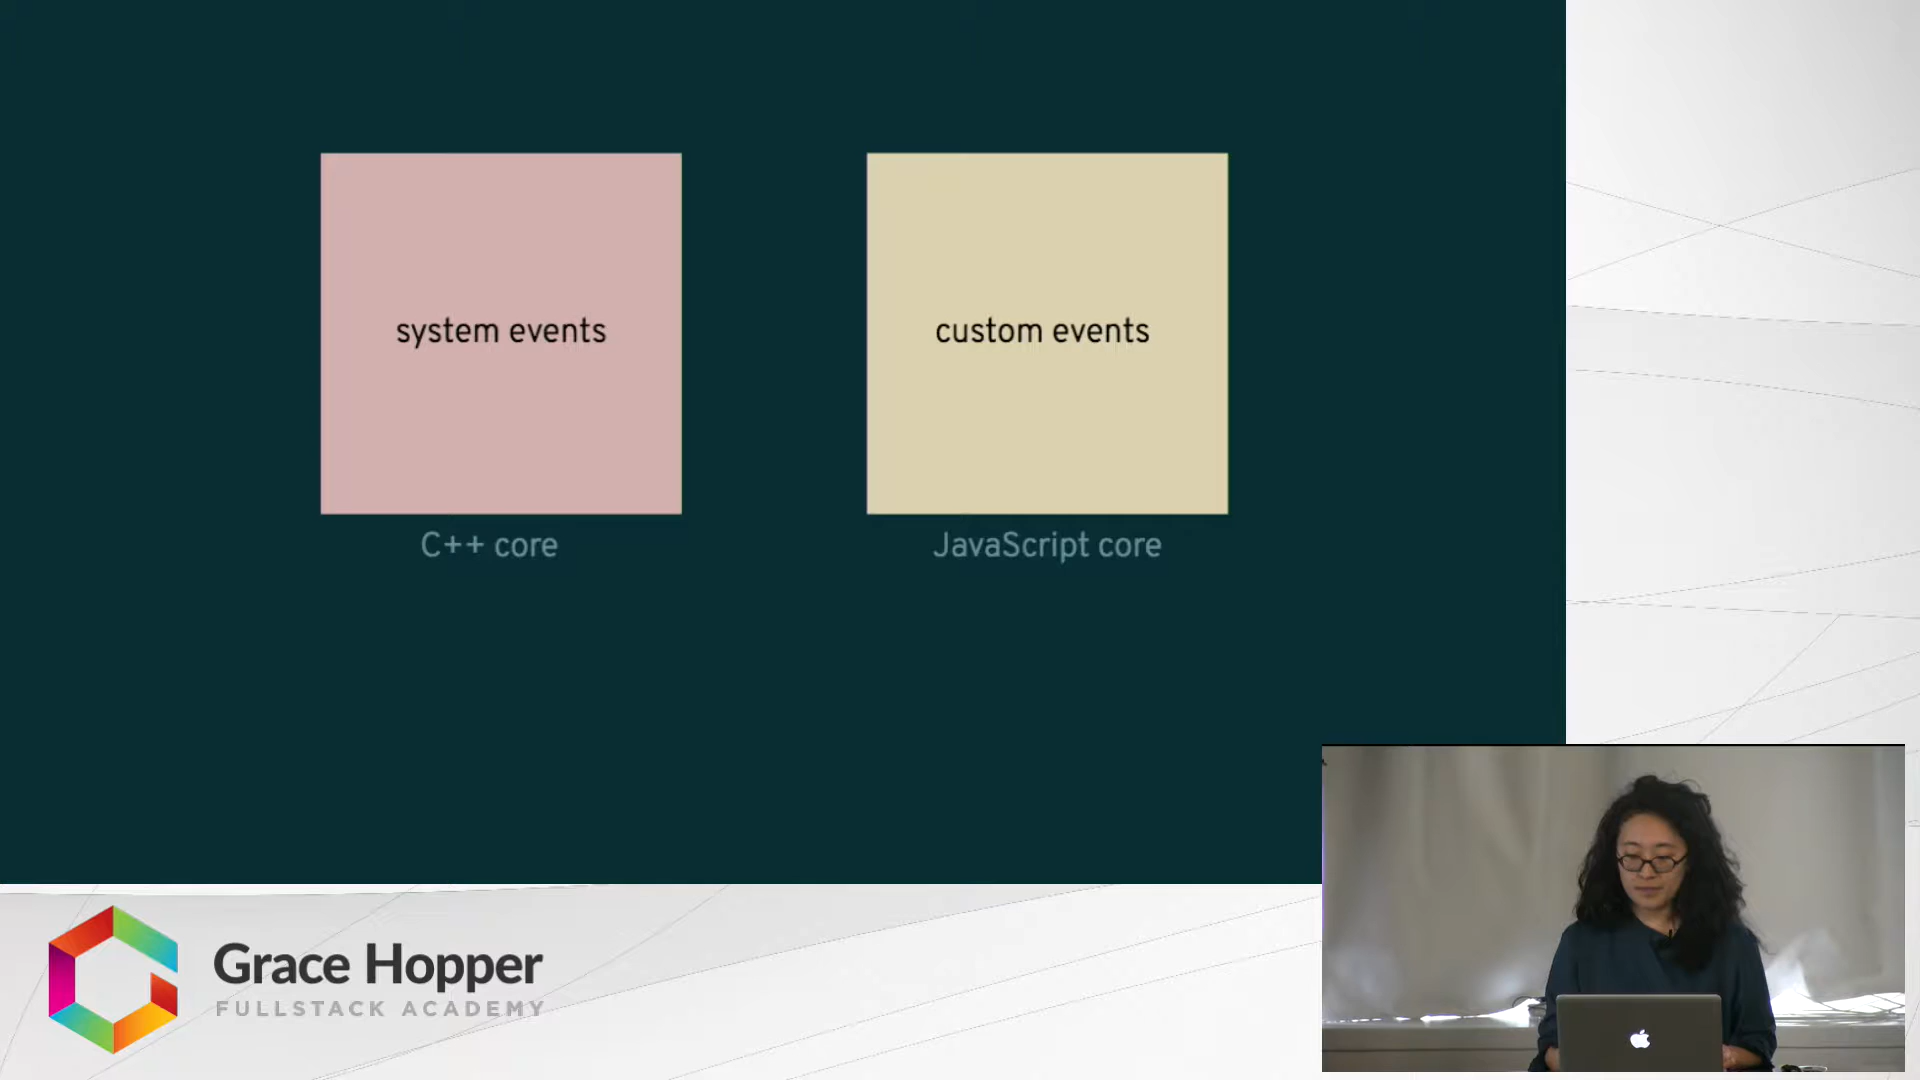 system events
custom events
C++ core
JavaScript core
Grace Hopper
FULLSTACK ACADEMY